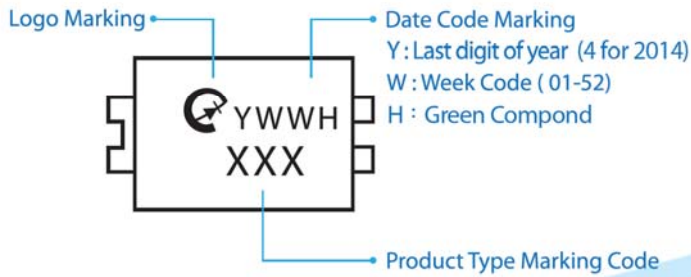 Logo Marking
Date Code Marking
Y : Last digit of year (4 for 2014)
W : Week Code ( 01-52)
H : Green Compond
YWWH
XXX
Product Type Marking Code